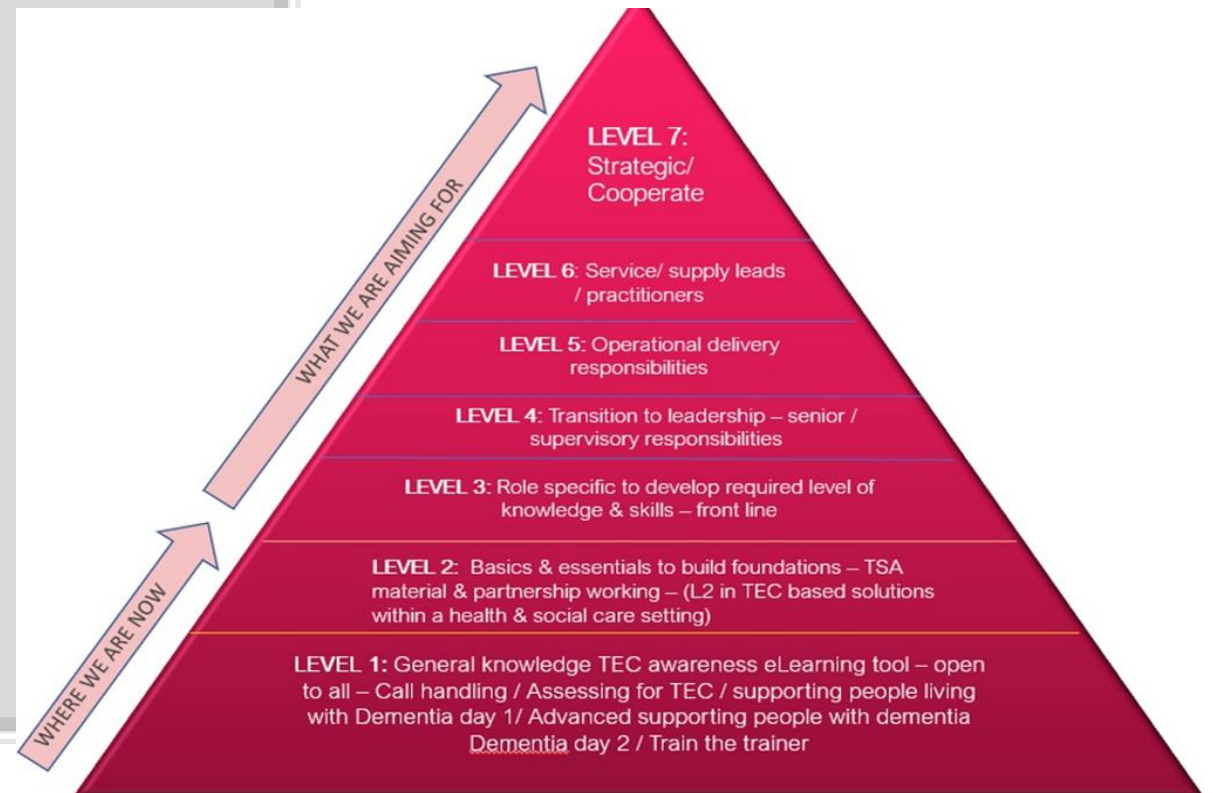 LEVEL 7:
Strategic/
Cooperate
LEVEL 6: Service/ supply leads
/ practitioners
LEVEL 5: Operational delivery
responsibilities
LEVEL 4: Transition to leadership – senior /
supervisory responsibilities
LEVEL 3: Role specific to develop required level of
knowledge & skills – front line
LEVEL 2: Basics & essentials to build foundations – TSA
material & partnership working – (L2 in TEC based solutions
within a health & social care setting)
LEVEL 1: General knowledge TEC awareness eLearning tool – open
to all – Call handling / Assessing for TEC / supporting people living
with Dementia day 1/ Advanced supporting people with dementia
Dementia day 2 / Train the trainer
WHAT WE ARE AIMING FOR
WHERE WE ARE NOW